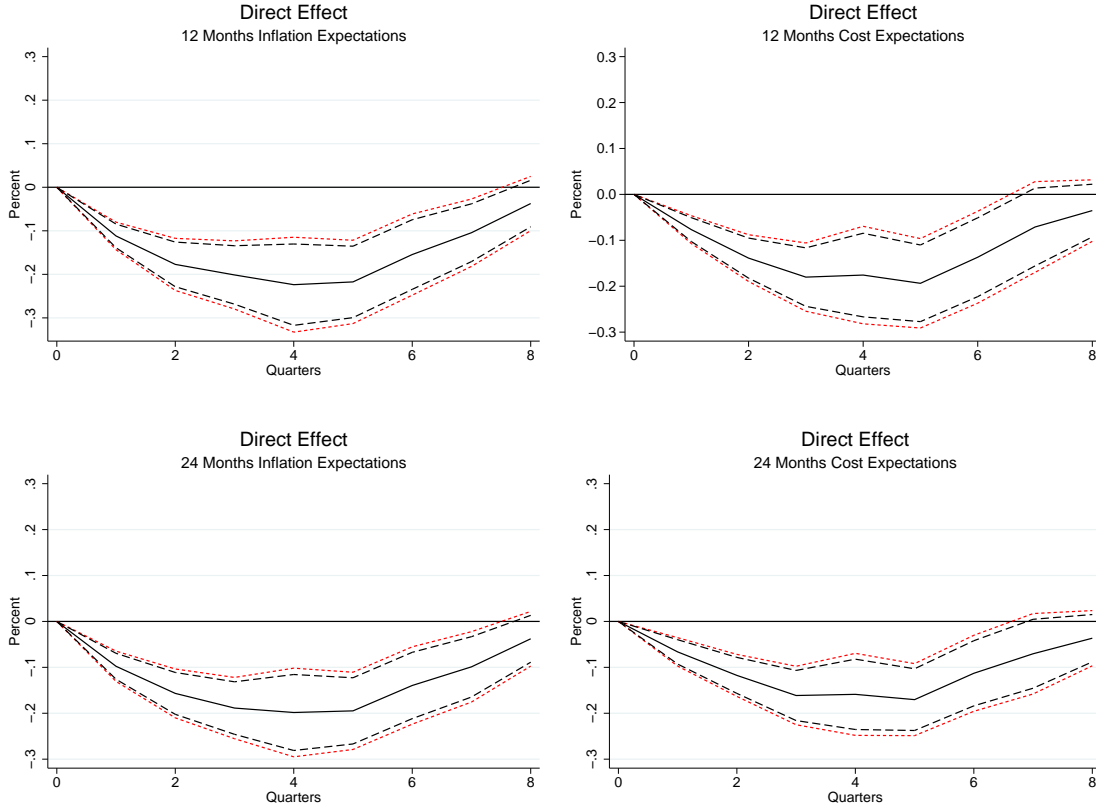 Direct Effect
12 Months Inflation Expectations
.3
.2
.1
0
-.1
-.2
-.3
Percent
0 2 4 6 8
Quarters
Direct Effect
12 Months Cost Expectations
0.3
0.2
0.1
0.0
−0.1
−0.2
−0.3
Percent
0 2 4 6 8
Quarters
Direct Effect
24 Months Inflation Expectations
.3
.2
.1
0
-.1
-.2
-.3
Percent
0 2 4 6 8
Quarters
Direct Effect
24 Months Cost Expectations
.3
.2
.1
0
-.1
-.2
-.3
Percent
0 2 4 6 8
Quarters